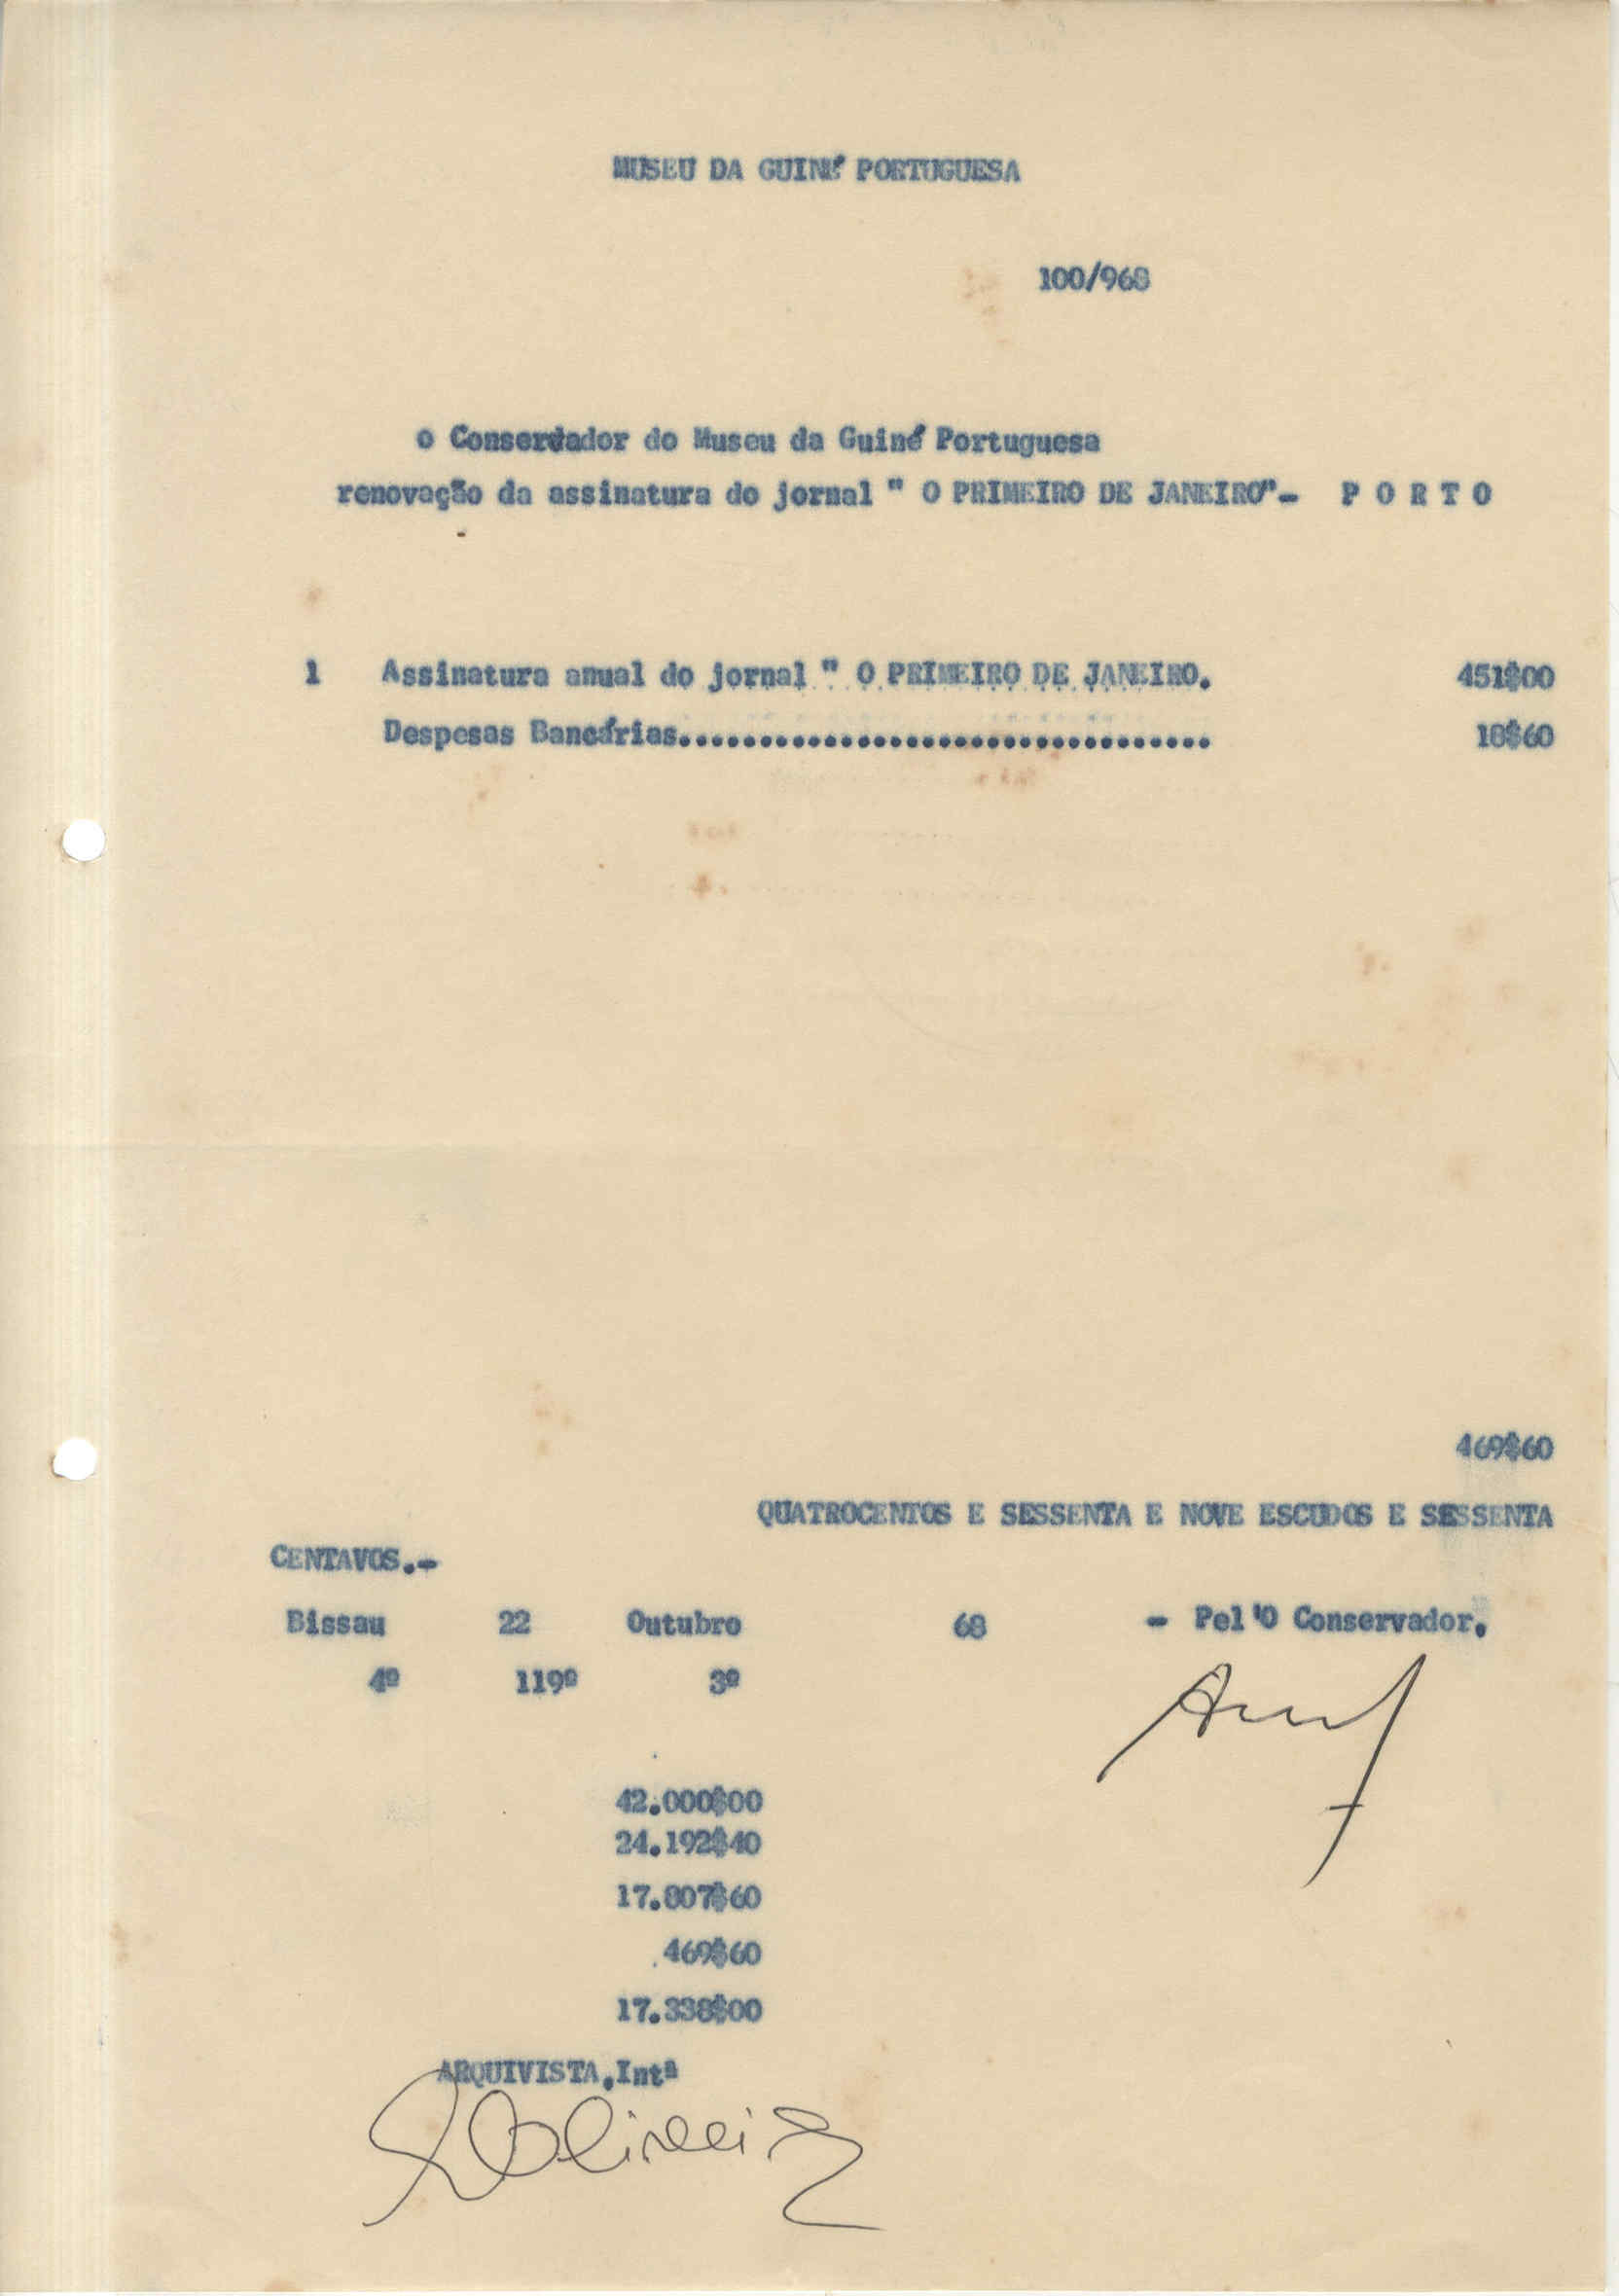 MUSEU DA GUINÉ PORTUGUESA
100/968
o Conservador do Museu da Guiné Portuguesa
renovação da assinatura do jornal " O PRIMEIRO DE JANEIRO"- P O R T O
1 Assinatura anual do jornal " O PRIMEIRO DE JANEIRO. 451$00
Despesas Bancárias................................. 18$60
469$60
QUATROCENTOS E SESSENTA E NOVE ESCUDOS E SESSENTA
CENTAVOS.-
Bissau 22 Outubro 68 - Pel'O Conservador.
4º 119º 3º
42.000$00
24.192$40
17.807$60
469$60
17.338$00
ARQUIVISTA.Intª